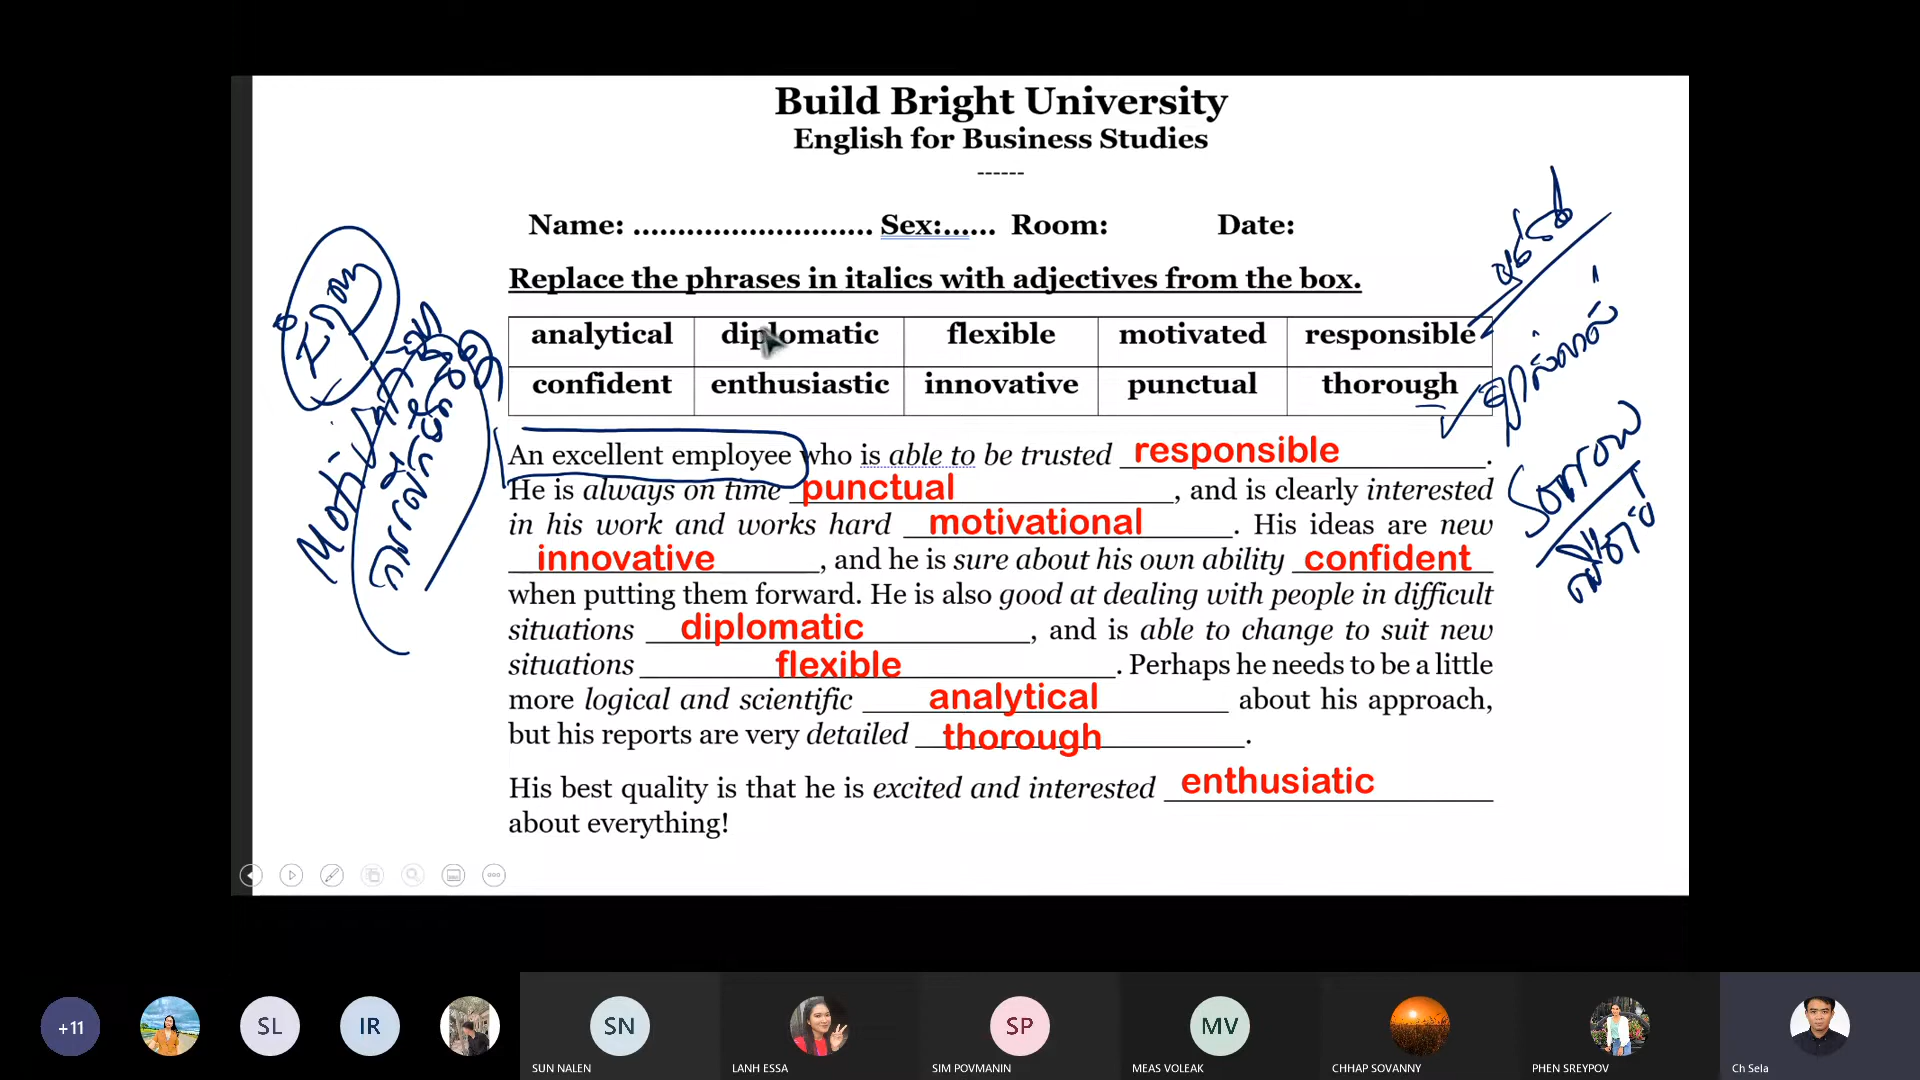 Build Bright University
English for Business Studies
------
Name: ........................... Sex:...... Room: Date:
Replace the phrases in italics with adjectives from the box.
analytical diplomatic flexible motivated responsible
confident enthusiastic innovative punctual thorough
An excellent employee who is able to be trusted responsible.
He is always on time punctual, and is clearly interested
in his work and works hard motivational. His ideas are new
innovative, and he is sure about his own ability confident
when putting them forward. He is also good at dealing with people in difficult
situations diplomatic, and is able to change to suit new
situations flexible. Perhaps he needs to be a little
more logical and scientific analytical about his approach,
but his reports are very detailed thorough.
His best quality is that he is excited and interested enthusiatic
about everything!
Sorrow
+11 SL IR SN SP MV
SUN NALEN LANH ESSA SIM POVMANIN MEAS VOLEAK CHHAP SOVANNY PHEN SREYPOV Ch Sela